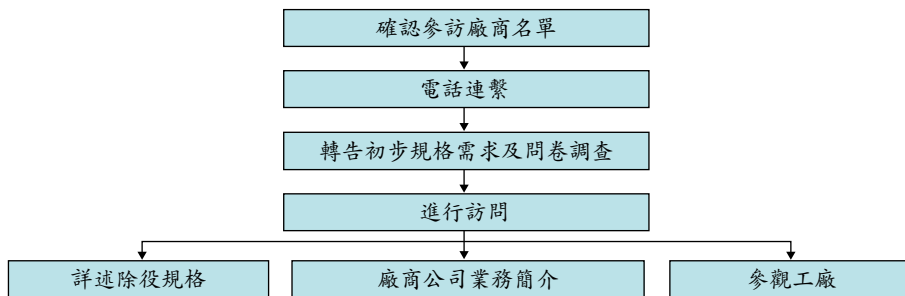 確認參訪廠商名單
電話連繫
轉告初步規格需求及問卷調查
進行訪問
詳述除役規格
廠商公司業務簡介
參觀工廠